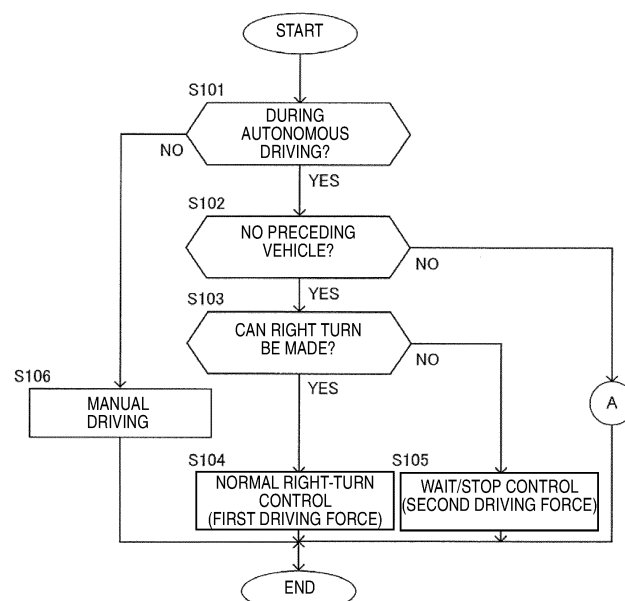 START
S101
DURING
AUTONOMOUS
DRIVING?
NO
YES
S102
NO PRECEDING
VEHICLE?
NO
YES
S103
CAN RIGHT TURN
BE MADE?
NO
YES
S106
MANUAL
DRIVING
A
S104
NORMAL RIGHT-TURN
CONTROL
(FIRST DRIVING FORCE)
S105
WAIT/STOP CONTROL
(SECOND DRIVING FORCE)
END